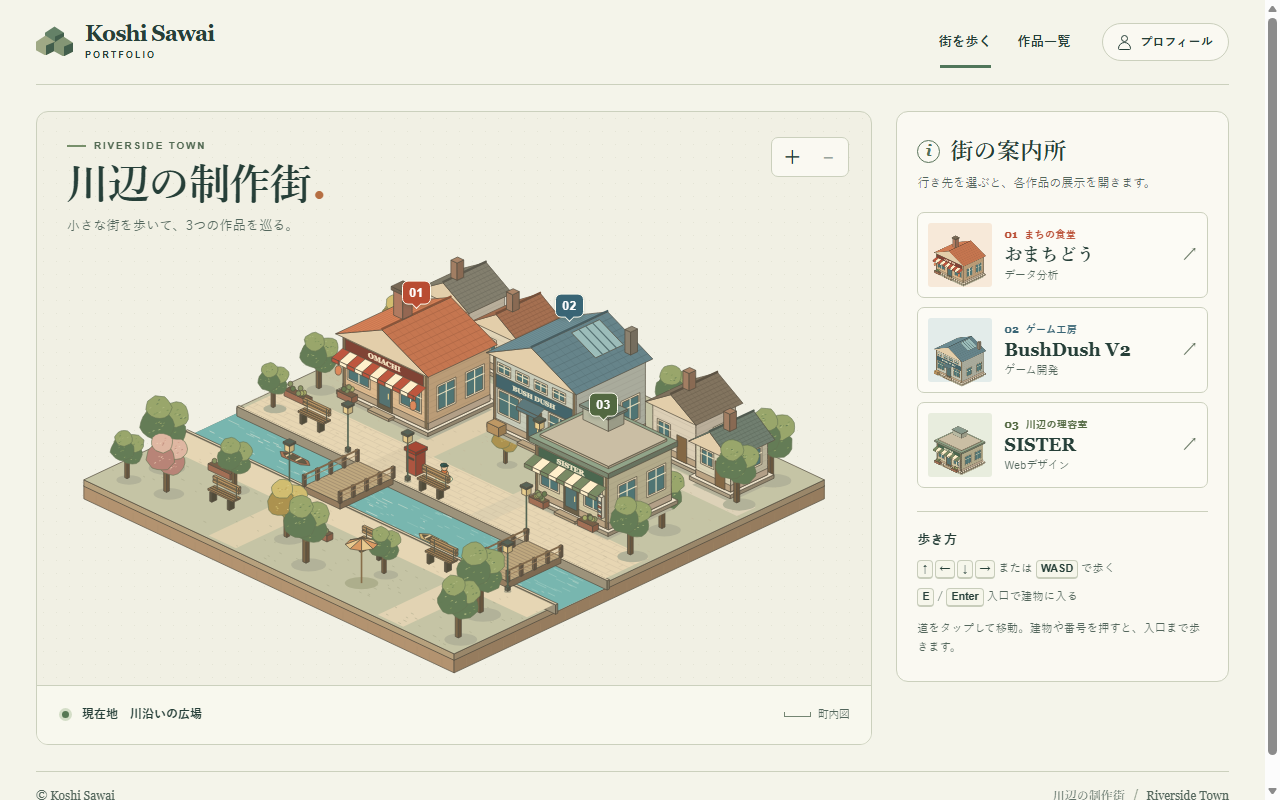 Koshi Sawai
PORTFOLIO
街を歩く
作品一覧
プロフィール
RIVERSIDE TOWN
川辺の制作街.
小さな街を歩いて、3つの作品を巡る。
+ −
01
02
03
OMACHI
BUSH DUSH
SISTER
現在地 川沿いの広場
町内図
i 街の案内所
行き先を選ぶと、各作品の展示を開きます。
01 まちの食堂
おまちどう
データ分析
02 ゲーム工房
BushDush V2
ゲーム開発
03 川辺の理容室
SISTER
Webデザイン
歩き方
↑ ← ↓ → または WASD で歩く
E / Enter 入口で建物に入る
道をタップして移動。建物や番号を押すと、入口まで歩
きます。
© Koshi Sawai
川辺の制作街 / Riverside Town